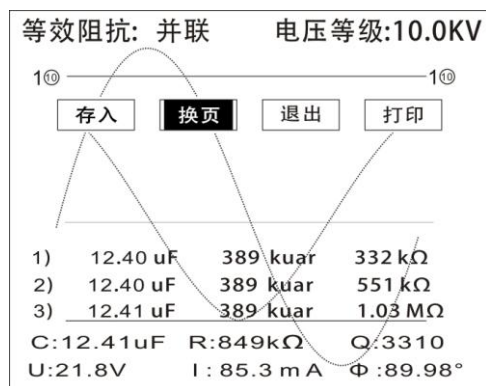 等效阻抗: 并联 电压等级:10.0KV
1⑩ 1⑩
存入 换页 退出 打印
1) 12.40 uF 389 kuar 332 kΩ
2) 12.40 uF 389 kuar 551 kΩ
3) 12.41 uF 389 kuar 1.03 MΩ
C:12.41uF R:849kΩ Q:3310
U:21.8V I:85.3mA Φ:89.98°